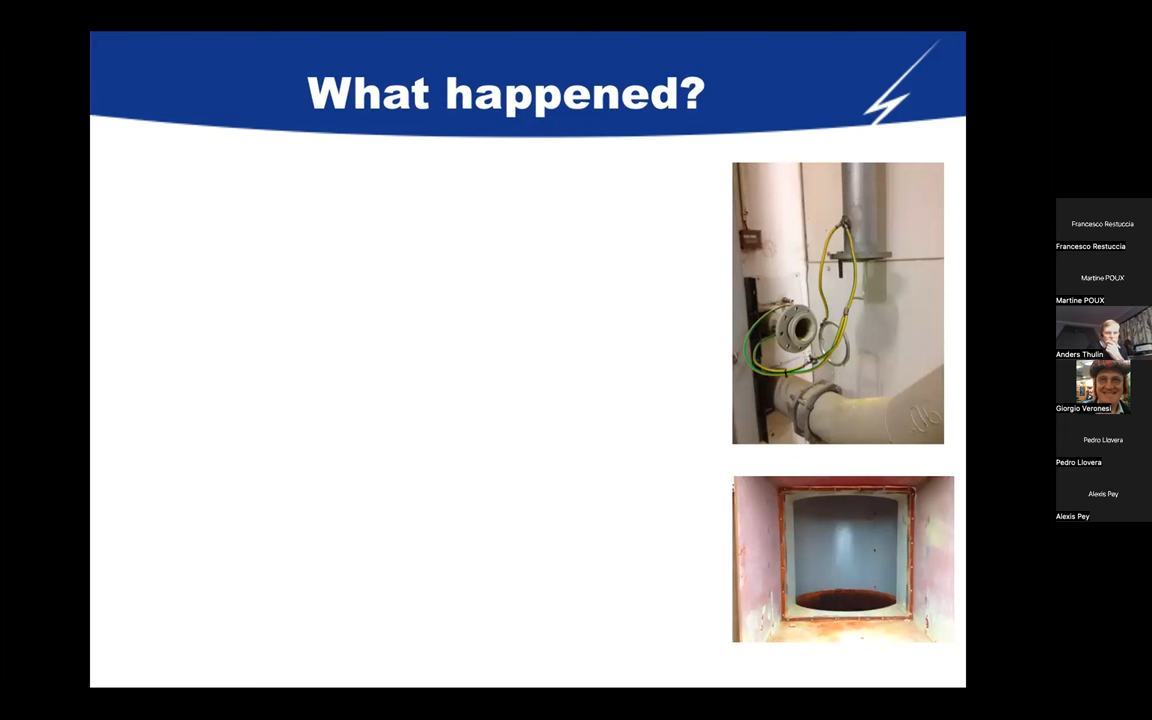 What happened?
Francesco Restuccia
Francesco Restuccia
Martine POUX
Martine POUX
Anders Thulin
Giorgio Veronesi
Pedro Llovera
Pedro Llovera
Alexis Pey
Alexis Pey